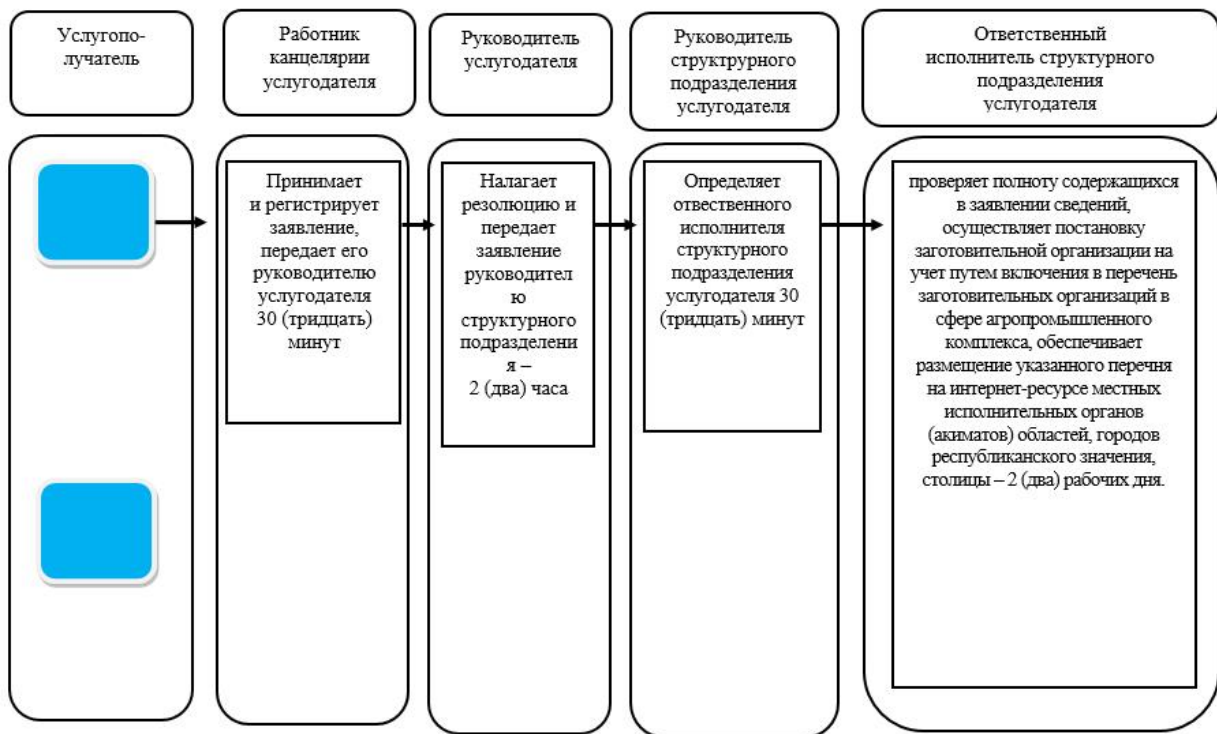 Услугопо-
лучатель
Работник
канцелярии
услугодателя
Руководитель
услугодателя
Руководитель
структрурного
подразделения
услугодателя
Ответственный
исполнитель структурного
подразделения
услугодателя
Принимает
и регистрирует
заявление,
передает его
руководителю
услугодателя
30 (тридцать)
минут
Налагает
резолюцию и
передает
заявление
руководител
ю
структурного
подразделени
я –
2 (два) часа
Определяет
отвественного
исполнителя
структурного
подразделения
услугодателя 30
(тридцать) минут
проверяет полноту содержащихся
в заявлении сведений,
осуществляет постановку
заготовительной организации на
учет путем включения в перечень
заготовительных организаций в
сфере агропромышленного
комплекса, обеспечивает
размещение указанного перечня
на интернет-ресурсе местных
исполнительных органов
(акиматов) областей, городов
республиканского значения,
столицы – 2 (два) рабочих дня.